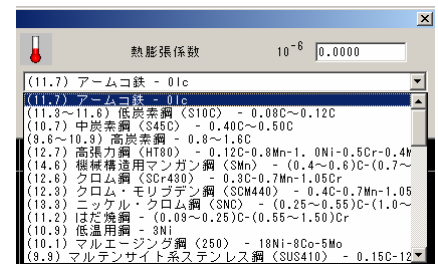 熱膨張係数 10-6 0.0000
(11.7) アームコ鉄 - 0Ic
(11.7) アームコ鉄 - 0Ic
(11.3～11.6) 低炭素鋼 (S10C) - 0.08C～0.12C
(10.7) 中炭素鋼 (S45C) - 0.40C～0.50C
(9.6～10.9) 高炭素鋼 - 0.8～1.6C
(12.7) 高張力鋼 (HT80) - 0.12C-0.8Mn-1. 0Ni-0.5Cr-0.4M
(14.6) 機械構造用マンガン鋼 (SMn) - (0.4～0.6)C-(0.7～
(12.6) クロム鋼 (SCr430) - 0.3C-0.7Mn-1.05Cr
(12.3) クロム・モリブデン鋼 (SCM440) - 0.4C-0.7Mn-1.05
(13.3) ニッケル・クロム鋼 (SNC) - (0.25～0.55)C-(1.0～
(11.2) はだ焼鋼 - (0.09～0.25)C-(0.55～1.50)Cr
(10.9) 低温用鋼 - 3Ni
(10.1) マルエージング鋼 (250) - 18Ni-8Co-5Mo
(9.9) マルテンサイト系ステンレス鋼 (SUS410) - 0.15C-12